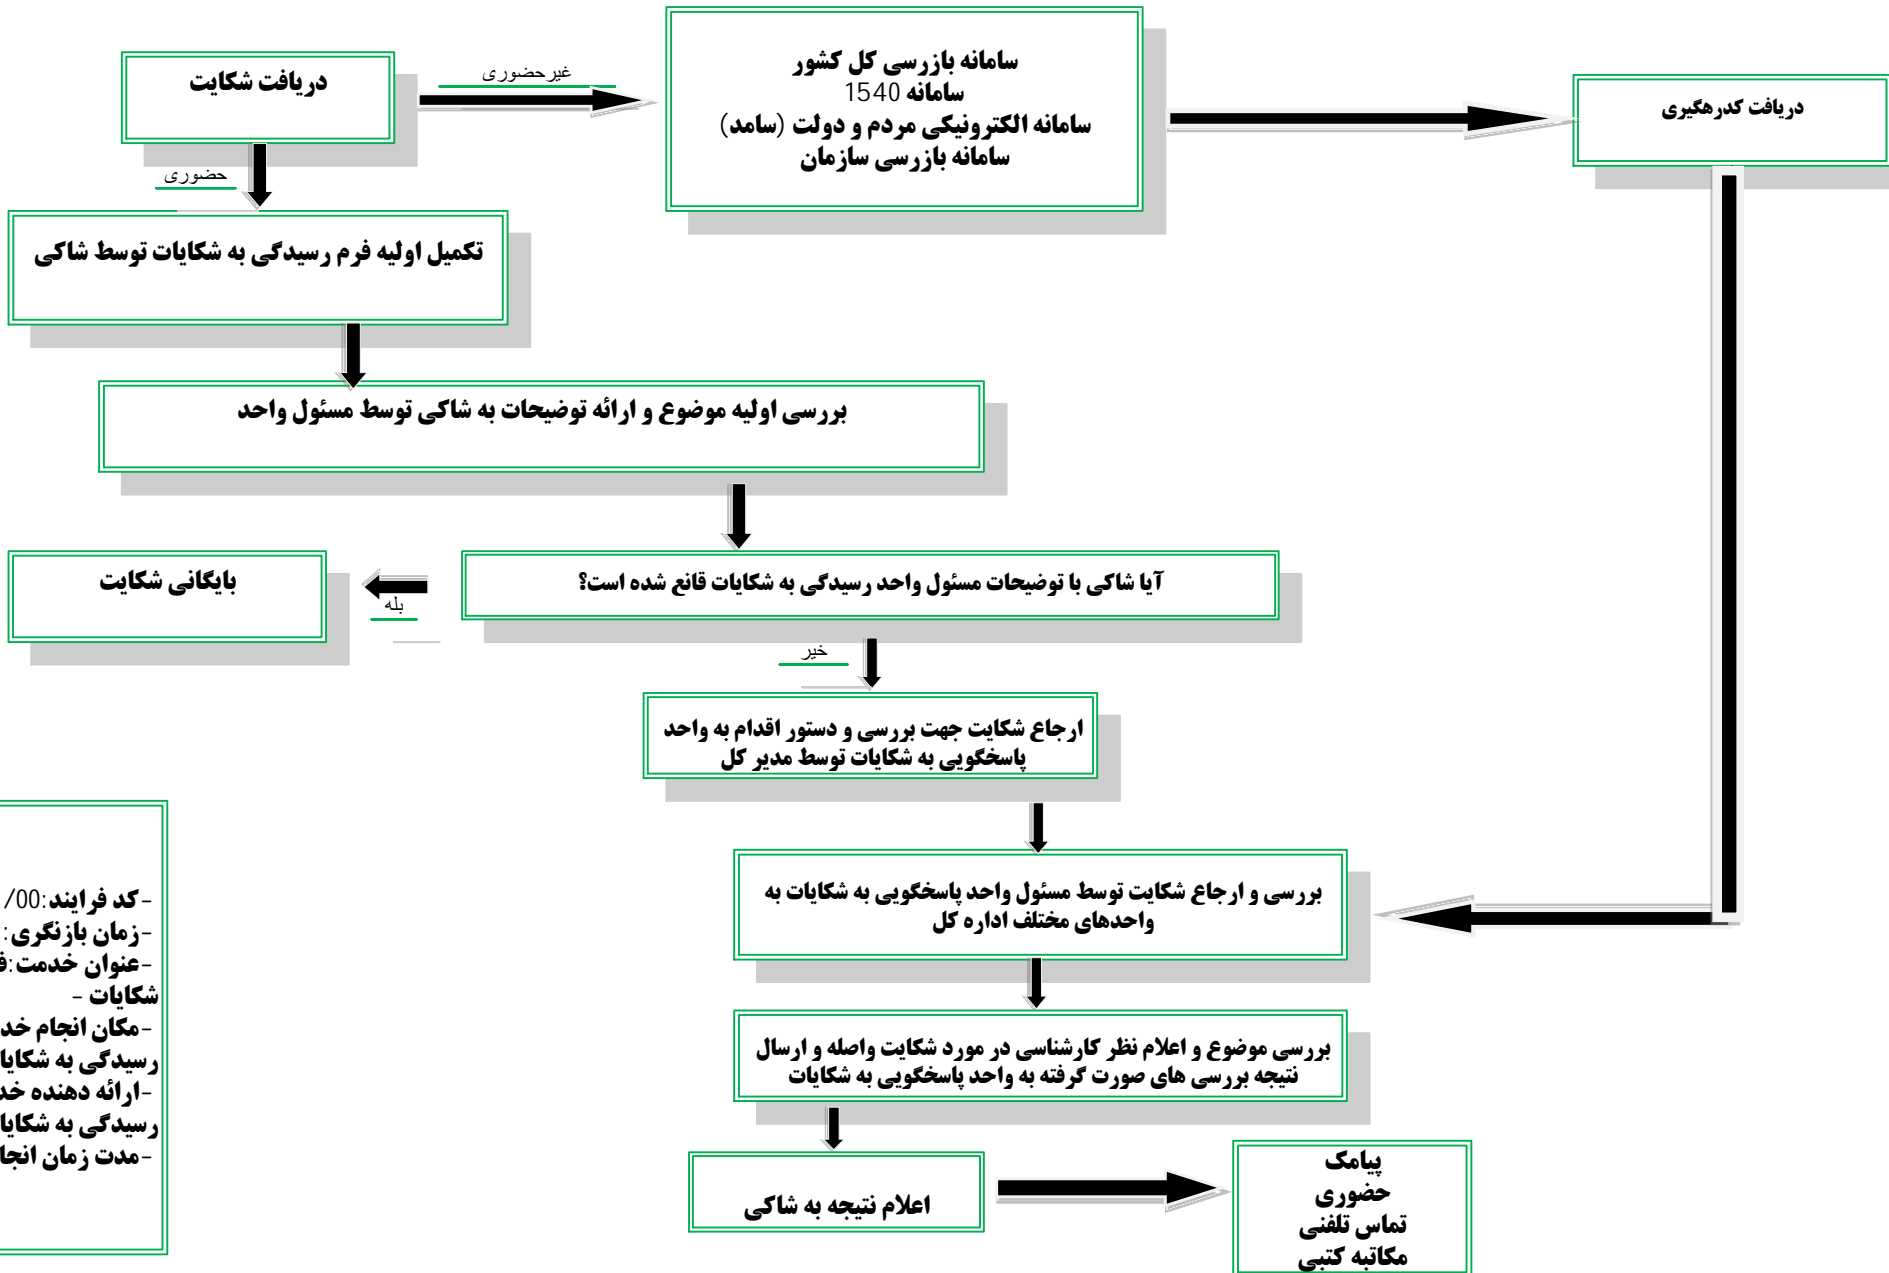 دریافت شکایت
غیرحضوری
سامانه بازرسی کل کشور
سامانه 1540
سامانه الکترونیکی مردم و دولت (سامد)
سامانه بازرسی سازمان
دریافت کدرهگیری
حضوری
تکمیل اولیه فرم رسیدگی به شکایات توسط شاکی
بررسی اولیه موضوع و ارائه توضیحات به شاکی توسط مسئول واحد
آیا شاکی با توضیحات مسئول واحد رسیدگی به شکایات قانع شده است؟
بله
بایگانی شکایت
خیر
ارجاع شکایت جهت بررسی و دستور اقدام به واحد
پاسخگویی به شکایات توسط مدیر کل
بررسی و ارجاع شکایت توسط مسئول واحد پاسخگویی به شکایات به
واحدهای مختلف اداره کل
بررسی موضوع و اعلام نظر کارشناسی در مورد شکایت واصله و ارسال
نتیجه بررسی های صورت گرفته به واحد پاسخگویی به شکایات
اعلام نتیجه به شاکی
پیامک
حضوری
تماس تلفنی
مکاتبه کتبی
-کد فرایند:00/
-زمان بازنگری:
-عنوان خدمت:
شکایات -
-مکان انجام
رسیدگی به
-ارائه دهنده
رسیدگی به
-مدت زمان